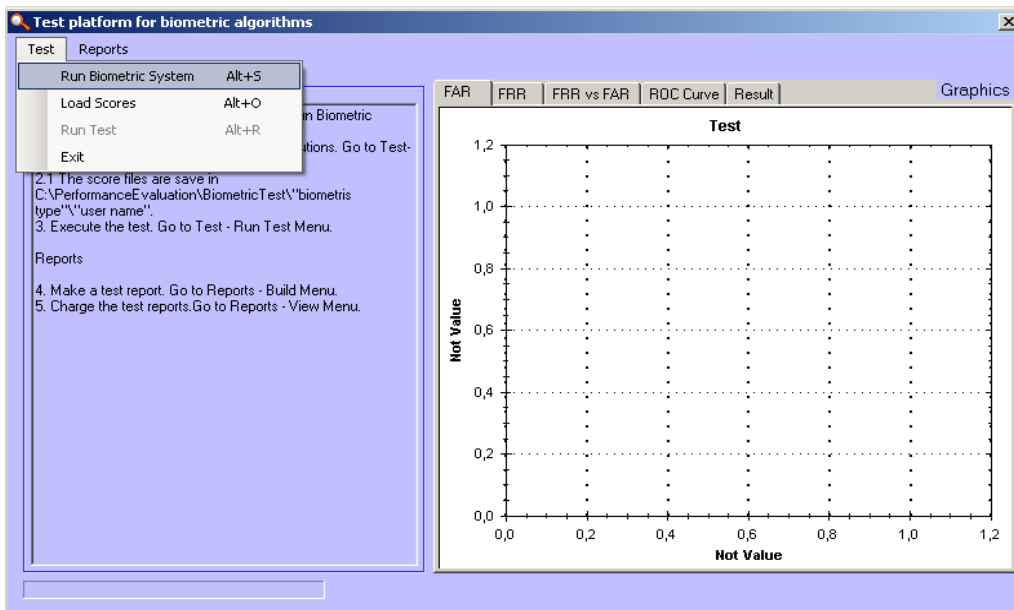 Test platform for biometric algorithms
Test Reports
Run Biometric System Alt+S
Load Scores Alt+O
Run Test Alt+R
Exit
Biometric
Go to Test-
2.1 The score files are save in
C:\PerformanceEvaluation\BiometricTest\"biometris
type"\"user name".
3. Execute the test. Go to Test - Run Test Menu.
Reports
4. Make a test report. Go to Reports - Build Menu.
5. Charge the test reports.Go to Reports - View Menu.
FAR FRR FRR vs FAR ROC Curve Result Graphics
Test
1,2
1,0
0,8
0,6
0,4
0,2
0,0
Not Value
0,0 0,2 0,4 0,6 0,8 1,0 1,2
Not Value